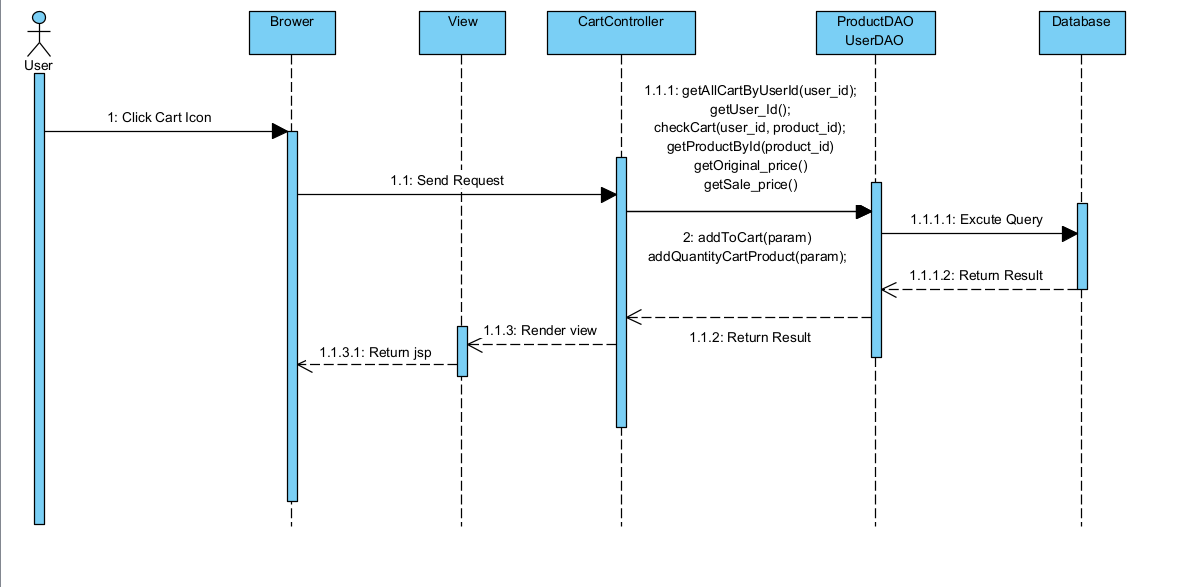 Brower
View
CartController
ProductDAO
UserDAO
Database
User
1: Click Cart Icon
1.1: Send Request
1.1.1: getAllCartByUserId(user_id);
getUser_Id();
checkCart(user_id, product_id);
getProductById(product_id)
getOriginal_price()
getSale_price()
1.1.1.1: Excute Query
2: addToCart(param)
addQuantityCartProduct(param);
1.1.1.2: Return Result
1.1.2: Return Result
1.1.3: Render view
1.1.3.1: Return jsp